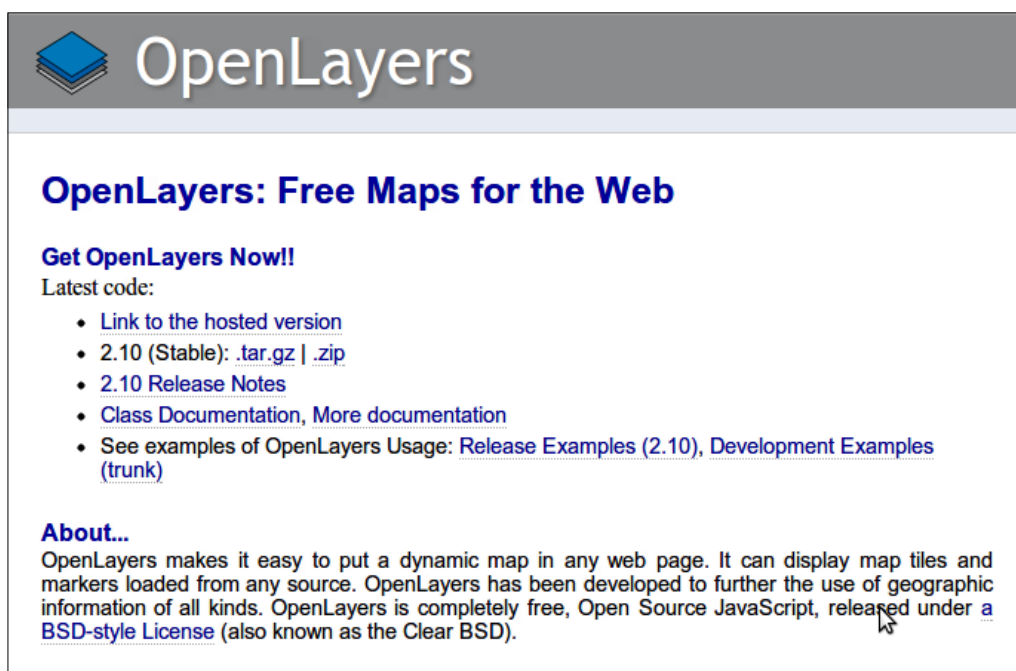 OpenLayers
OpenLayers: Free Maps for the Web
Get OpenLayers Now!!
Latest code:
Link to the hosted version
2.10 (Stable): .tar.gz | .zip
2.10 Release Notes
Class Documentation, More documentation
See examples of OpenLayers Usage: Release Examples (2.10), Development Examples
(trunk)
About...
OpenLayers makes it easy to put a dynamic map in any web page. It can display map tiles and
markers loaded from any source. OpenLayers has been developed to further the use of geographic
information of all kinds. OpenLayers is completely free, Open Source JavaScript, released under a
BSD-style License (also known as the Clear BSD).